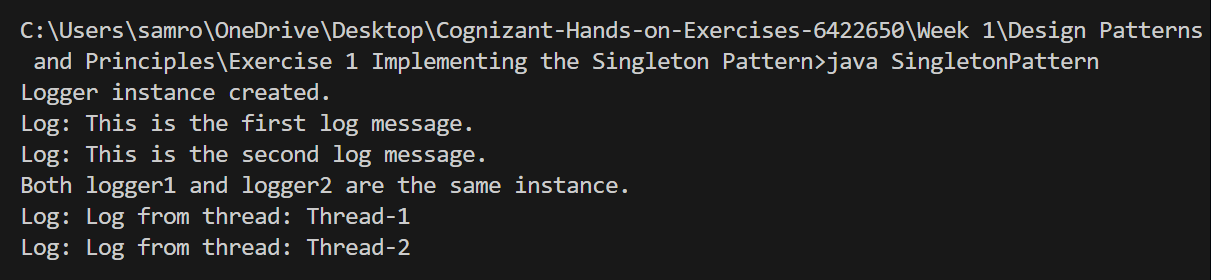 C:\Users\samro\OneDrive\Desktop\Cognizant-Hands-on-Exercises-6422650\Week 1\Design Patterns
and Principles\Exercise 1 Implementing the Singleton Pattern>java SingletonPattern
Logger instance created.
Log: This is the first log message.
Log: This is the second log message.
Both logger1 and logger2 are the same instance.
Log: Log from thread: Thread-1
Log: Log from thread: Thread-2